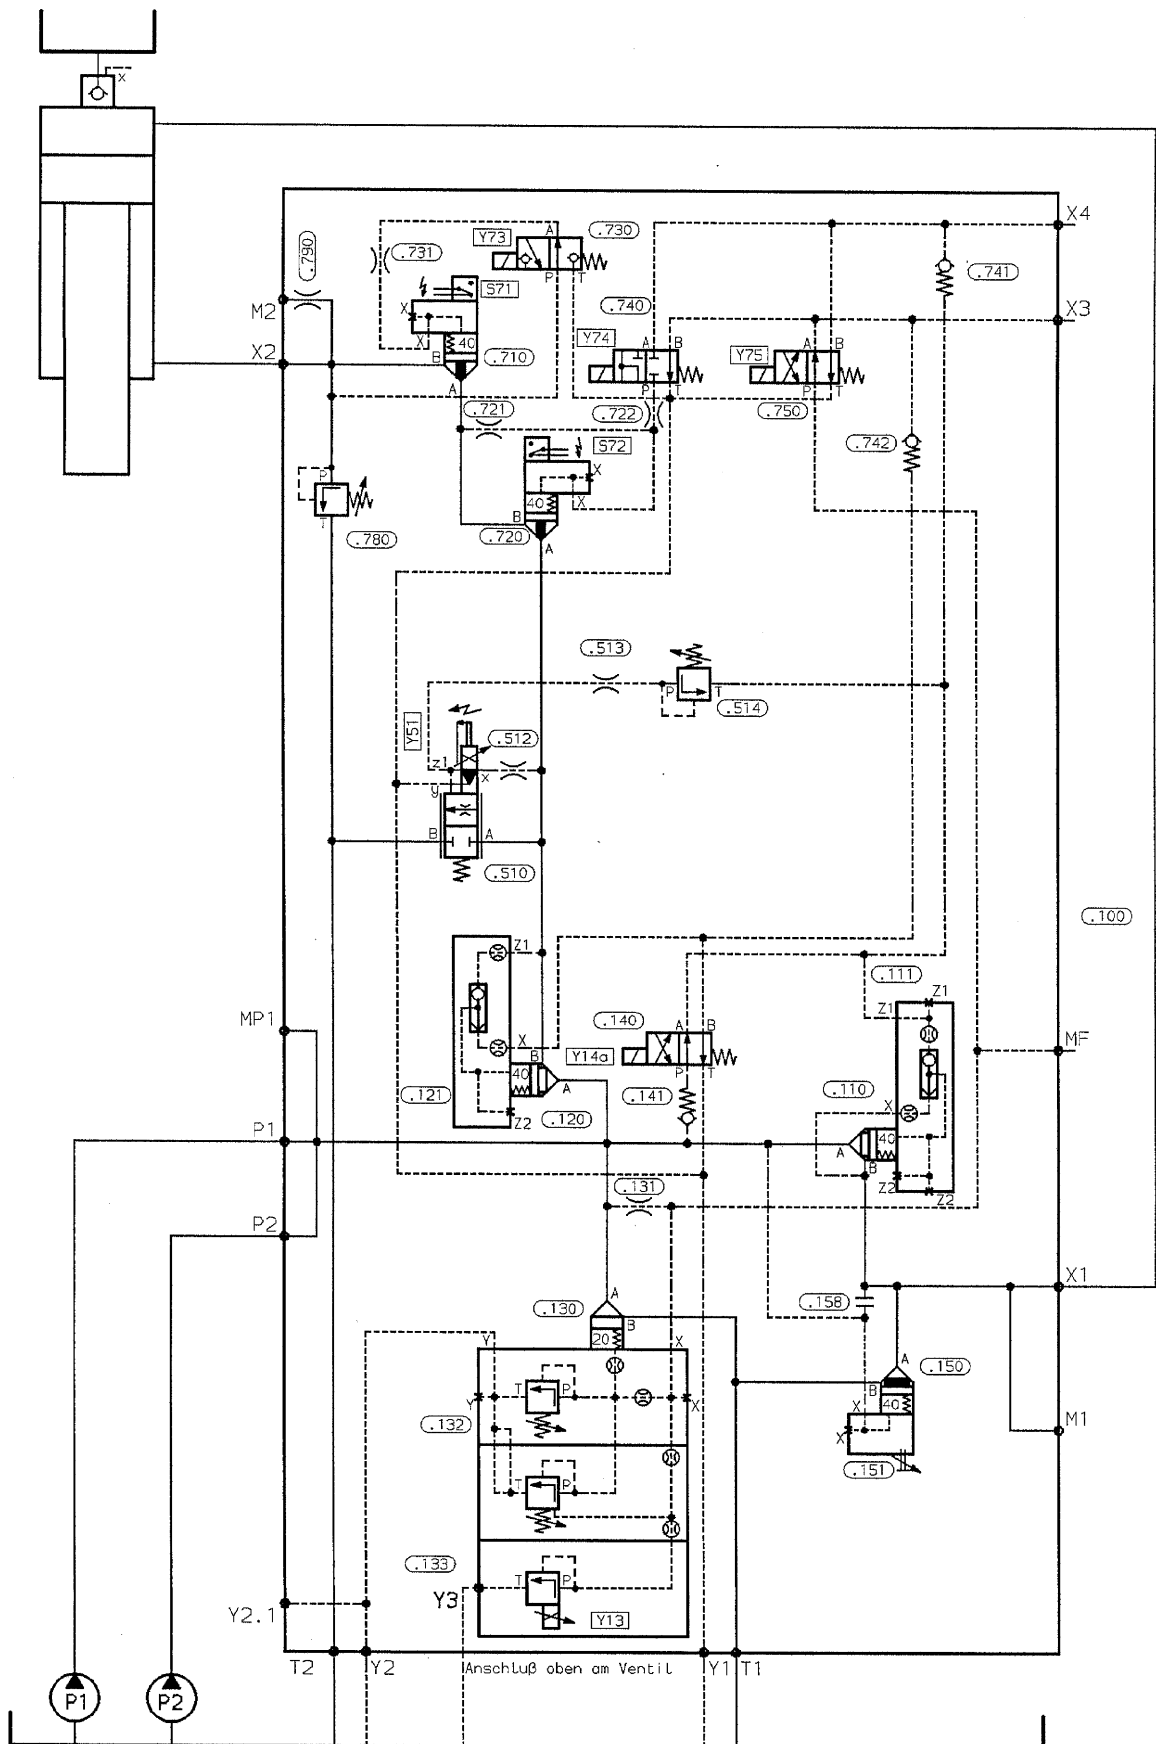 x
X4
A
Y73
.730
.790
.731
P
T
.741
S71
M2
X
.740
X3
X
40
Y74
A
B
Y75
A
B
X2
B
.710
P
T
P
T
A
.721
.722
.750
.742
S72
X
P
40
X
T
B
.780
.720
A
.513
P
T
.514
Y51
.512
z1
x
y
B
A
.510
.100
Z1
.111
Z1
MP1
Z1
.140
A
B
MF
X
B
Y14a
P
T
40
.110
.121
A
.141
X
Z2
.120
P1
A
40
B
.131
Z2
Z2
P2
X1
A
.130
B
.158
20
Y
X
A
.150
T
P
B
Y
X
40
.132
X
M1
X
.151
T
P
.133
T
P
Y3
Y13
Y2.1
T2
Y2
Anschluß oben am Ventil
Y1
T1
P1
P2